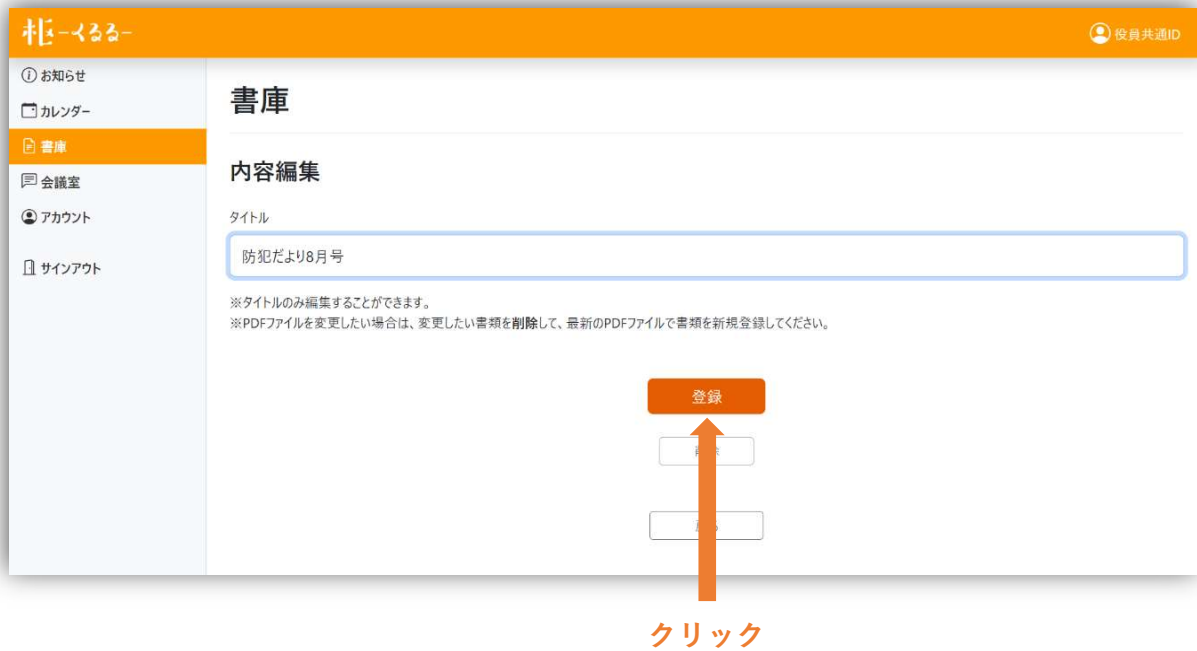 枢-くるる-
役員共通ID
お知らせ
カレンダー
書庫
会議室
アカウント
サインアウト
書庫
内容編集
タイトル
防犯だより8月号
※タイトルのみ編集することができます。
※PDFファイルを変更したい場合は、変更したい書類を削除して、最新のPDFファイルで書類を新規登録してください。
登録
クリック